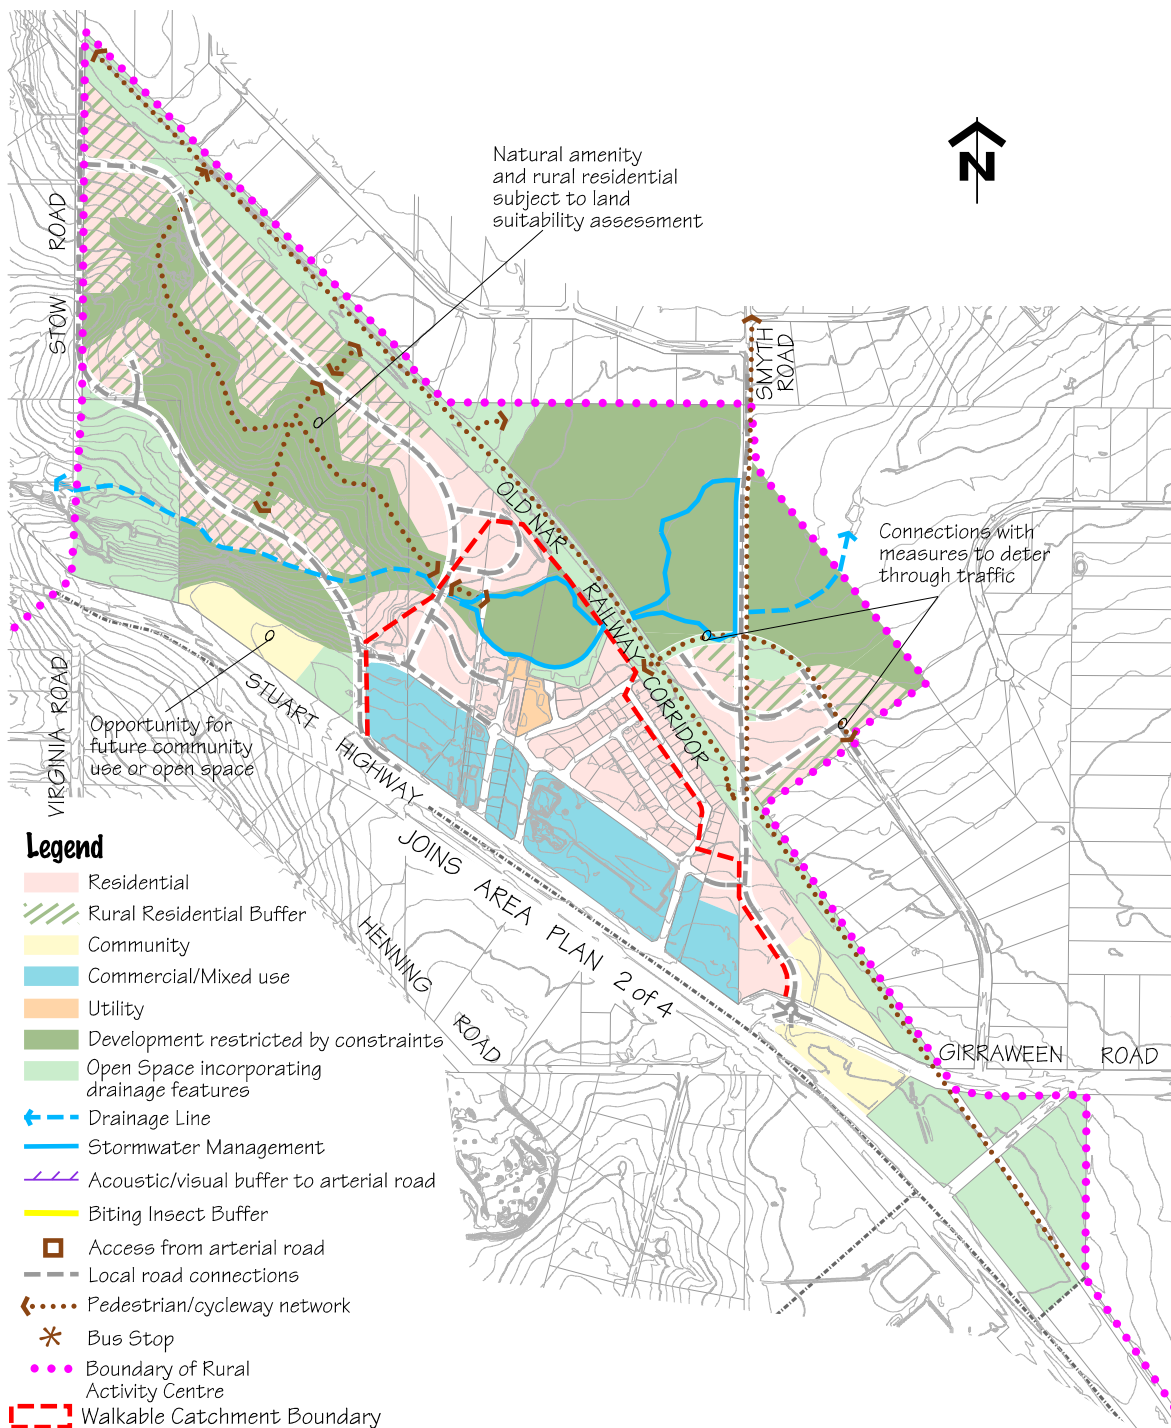 N
Natural amenity
and rural residential
subject to land
suitability assessment
STOW ROAD
SMYTH
ROAD
OLD NAR RAILWAY CORRIDOR
Connections with
measures to deter
through traffic
Opportunity for
future community
use or open space
VIRGINIA ROAD
STUART HIGHWAY
JOINS AREA PLAN 2 of 4
HENNING ROAD
GIRRAWEEN ROAD
Legend
Residential
Rural Residential Buffer
Community
Commercial/Mixed use
Utility
Development restricted by constraints
Open Space incorporating
drainage features
Drainage Line
Stormwater Management
Acoustic/visual buffer to arterial road
Biting Insect Buffer
Access from arterial road
Local road connections
Pedestrian/cycleway network
Bus Stop
Boundary of Rural
Activity Centre
Walkable Catchment Boundary